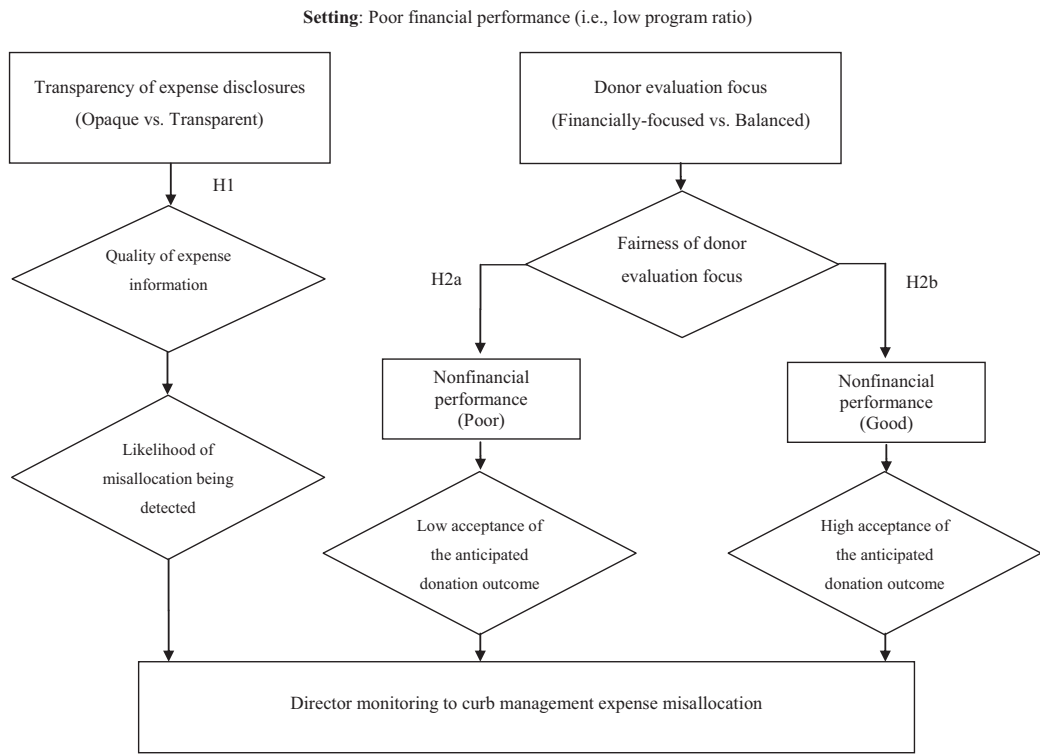 Setting: Poor financial performance (i.e., low program ratio)
Transparency of expense disclosures
(Opaque vs. Transparent)
Donor evaluation focus
(Financially-focused vs. Balanced)
H1
Quality of expense
information
Fairness of donor
evaluation focus
H2a
H2b
Nonfinancial
performance
(Poor)
Nonfinancial
performance
(Good)
Likelihood of
misallocation being
detected
Low acceptance of
the anticipated
donation outcome
High acceptance of
the anticipated
donation outcome
Director monitoring to curb management expense misallocation